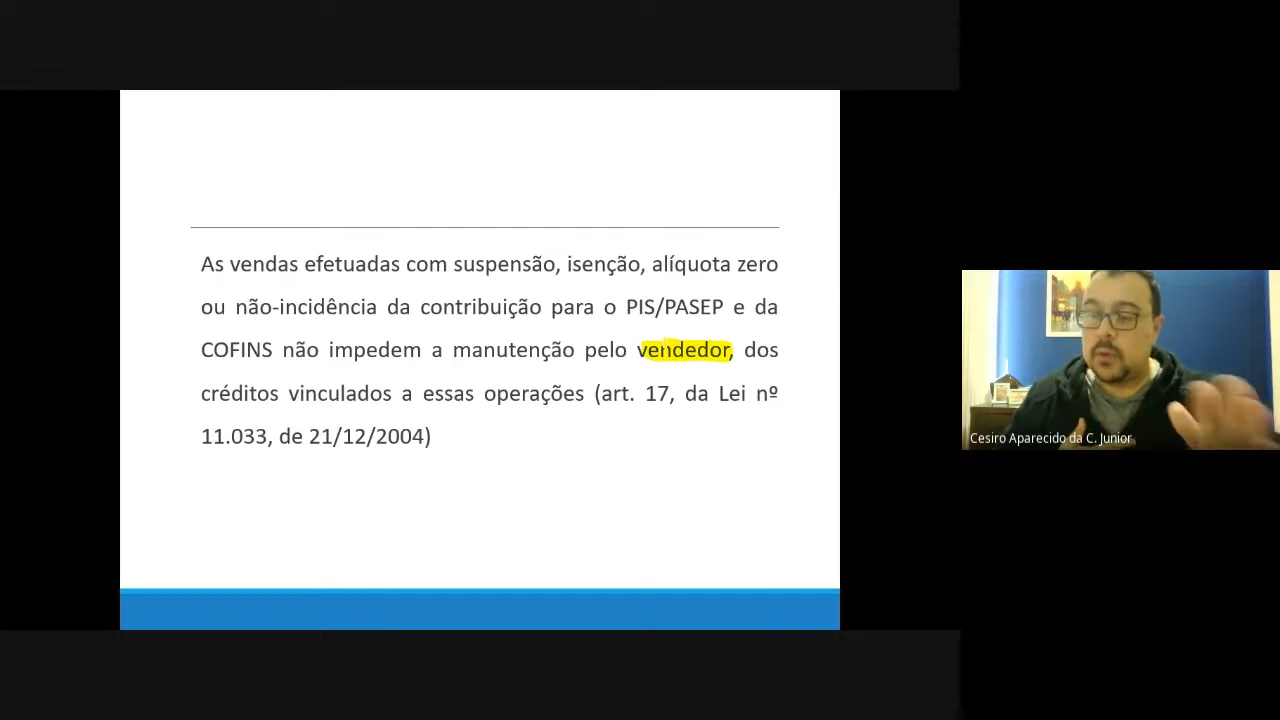 As vendas efetuadas com suspensão, isenção, alíquota zero
ou não-incidência da contribuição para o PIS/PASEP e da
COFINS não impedem a manutenção pelo vendedor, dos
créditos vinculados a essas operações (art. 17, da Lei nº
11.033, de 21/12/2004)
Cesiro Aparecido da C. Junior